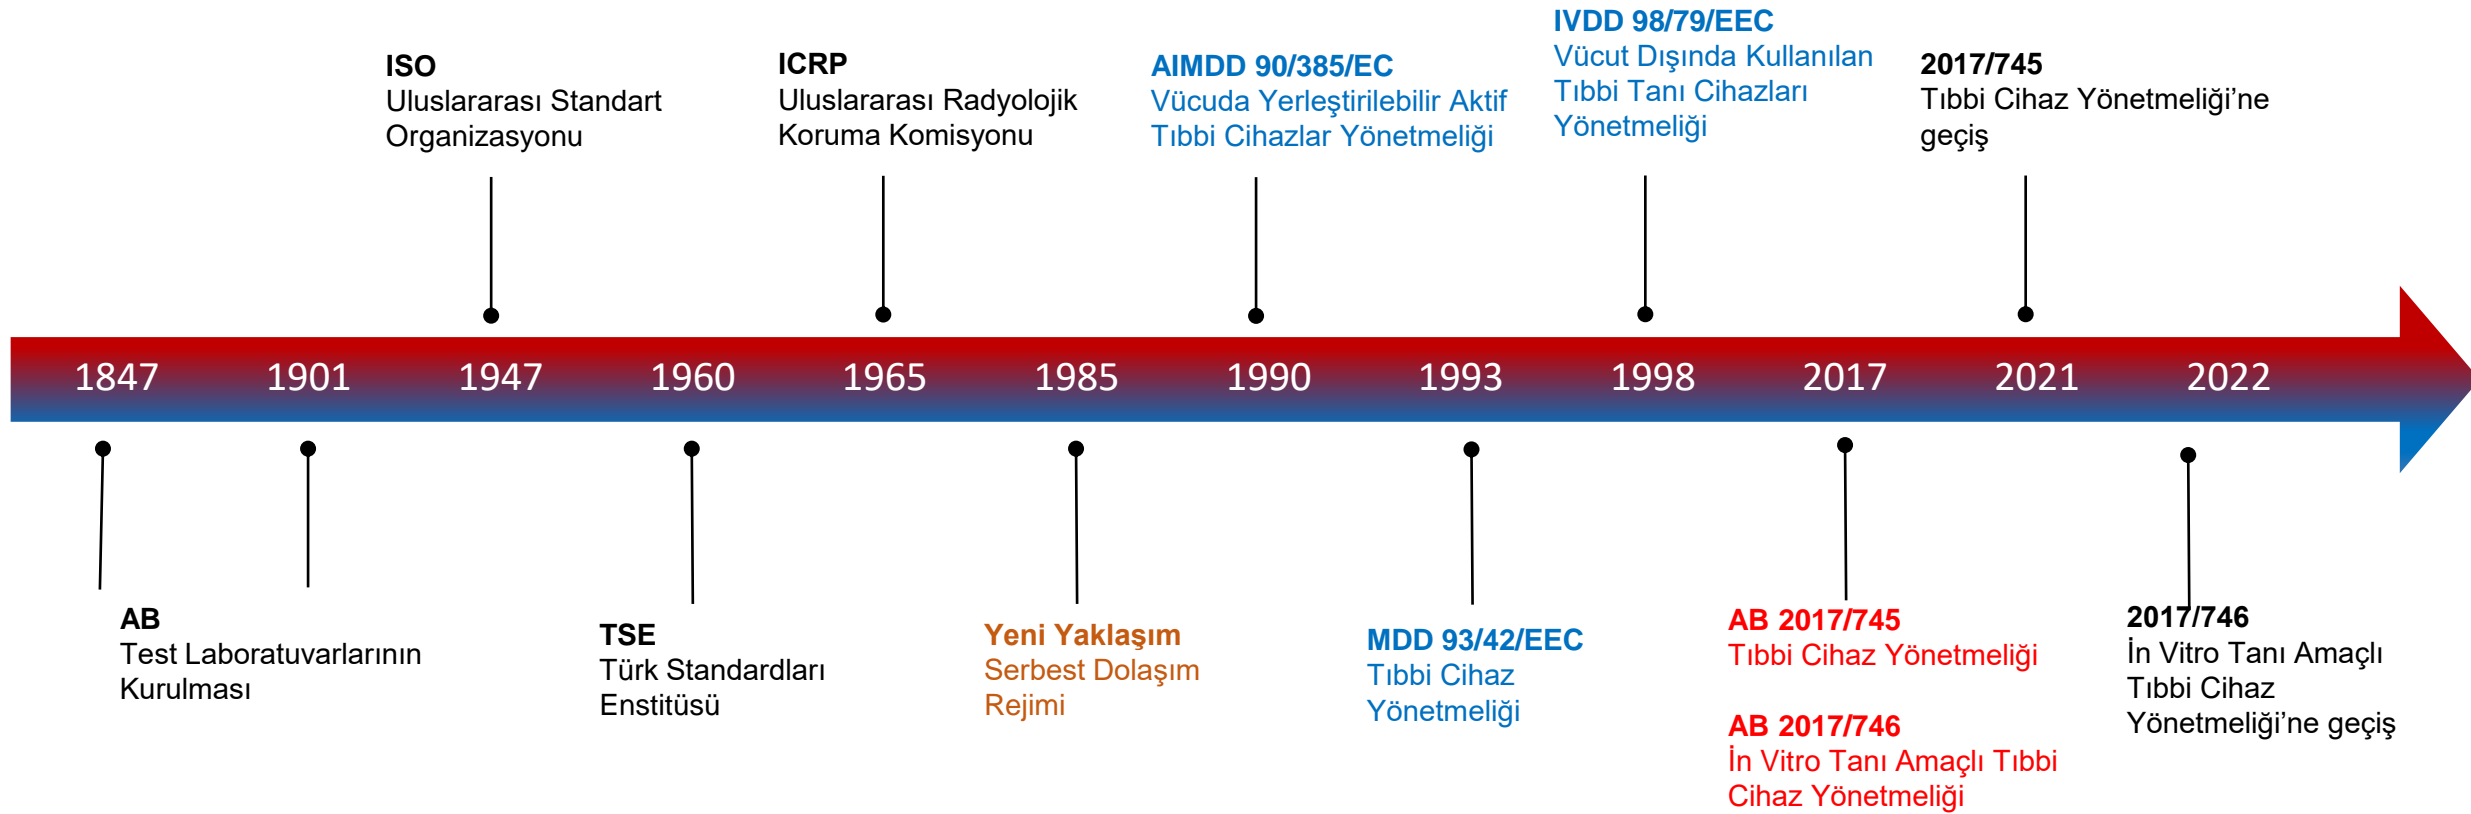 ISO
Uluslararası Standart
Organizasyonu
ICRP
Uluslararası Radyolojik
Koruma Komisyonu
AIMDD 90/385/EC
Vücuda Yerleştirilebilir Aktif
Tıbbi Cihazlar Yönetmeliği
IVDD 98/79/EEC
Vücut Dışında Kullanılan
Tıbbi Tanı Cihazları
Yönetmeliği
2017/745
Tıbbi Cihaz Yönetmeliği’ne
geçiş
1847 1901 1947 1960 1965 1985 1990 1993 1998 2017 2021 2022
AB
Test Laboratuvarlarının
Kurulması
TSE
Türk Standardları
Enstitüsü
Yeni Yaklaşım
Serbest Dolaşım
Rejimi
MDD 93/42/EEC
Tıbbi Cihaz
Yönetmeliği
AB 2017/745
Tıbbi Cihaz Yönetmeliği
AB 2017/746
İn Vitro Tanı Amaçlı Tıbbi
Cihaz Yönetmeliği
2017/746
İn Vitro Tanı Amaçlı
Tıbbi Cihaz
Yönetmeliği’ne geçiş